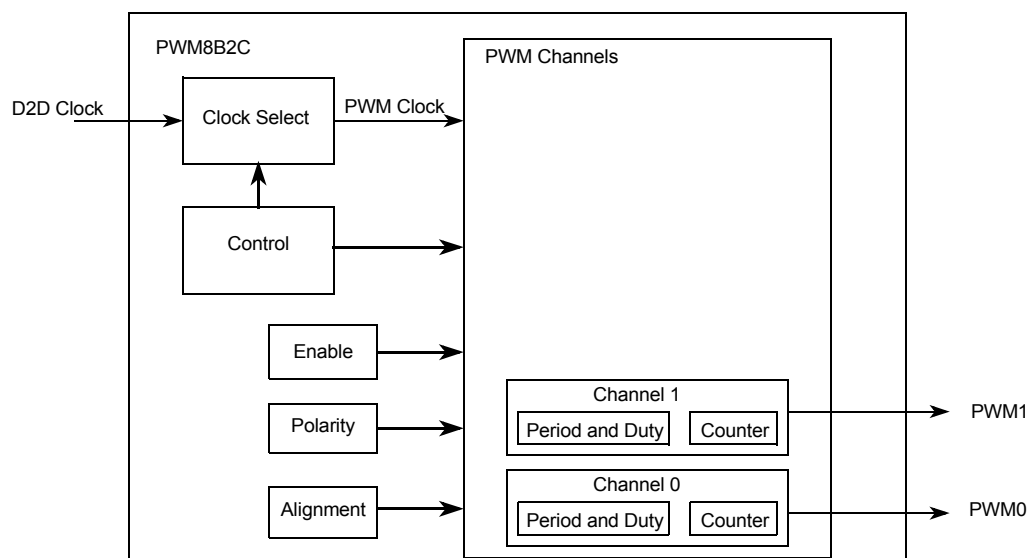 PWM8B2C
PWM Channels
D2D Clock
Clock Select
PWM Clock
Control
Enable
Channel 1
Period and Duty
Counter
PWM1
Polarity
Channel 0
Period and Duty
Counter
PWM0
Alignment